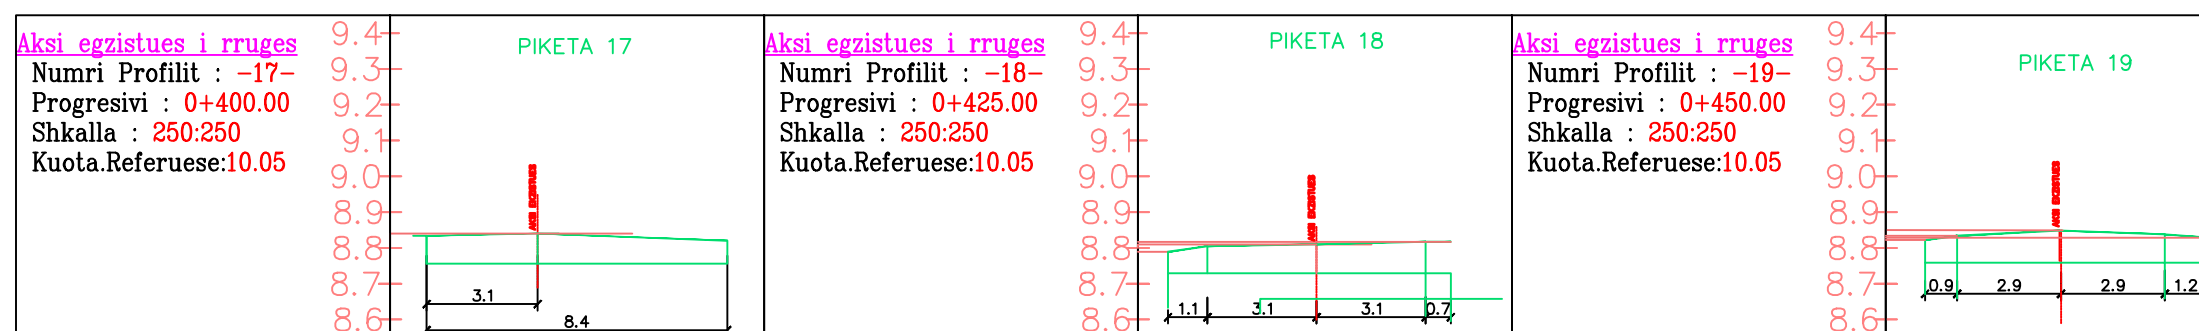 Aksi egzistues i rruges
Numri Profilit : -17-
Progresivi : 0+400.00
Shkalla : 250:250
Kuota.Referuese:10.05
9.4
9.3
9.2
9.1
9.0
8.9
8.8
8.7
8.6
PIKETA 17
AKSI EGZISTUES
3.1
8.4
Aksi egzistues i rruges
Numri Profilit : -18-
Progresivi : 0+425.00
Shkalla : 250:250
Kuota.Referuese:10.05
9.4
9.3
9.2
9.1
9.0
8.9
8.8
8.7
8.6
PIKETA 18
AKSI EGZISTUES
1.1 3.1 3.1 0.7
Aksi egzistues i rruges
Numri Profilit : -19-
Progresivi : 0+450.00
Shkalla : 250:250
Kuota.Referuese:10.05
9.4
9.3
9.2
9.1
9.0
8.9
8.8
8.7
8.6
PIKETA 19
AKSI EGZISTUES
0.9 2.9 2.9 1.2